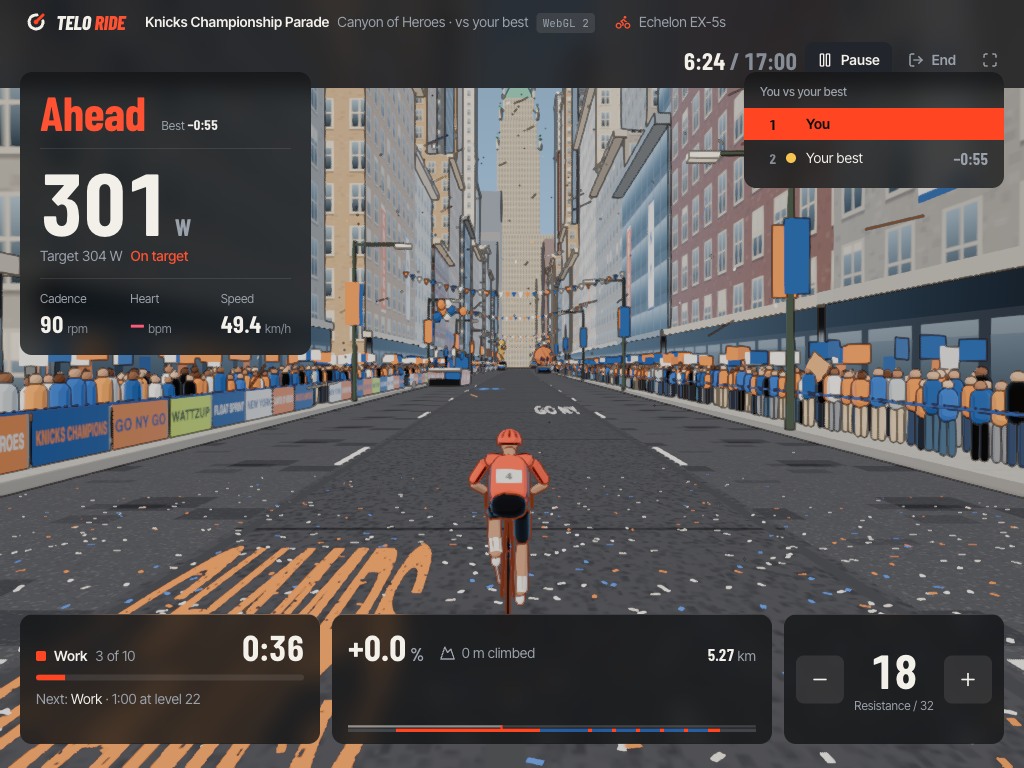 TELO RIDE Knicks Championship Parade Canyon of Heroes · vs your best WebGL 2 Echelon EX-5s
6:24 / 17:00 Pause End
Ahead Best −0:55
301 W
Target 304 W On target
Cadence Heart Speed
90 rpm — bpm 49.4 km/h
You vs your best
1 You
2 Your best −0:55
ROES KNICKS CHAMPIONS GO NY GO WATTZUP FLOAT SPRINT NEW YORK
GO NY
4
Work 3 of 10 0:36
Next: Work · 1:00 at level 22
+0.0 % 0 m climbed 5.27 km
− 18 +
Resistance / 32